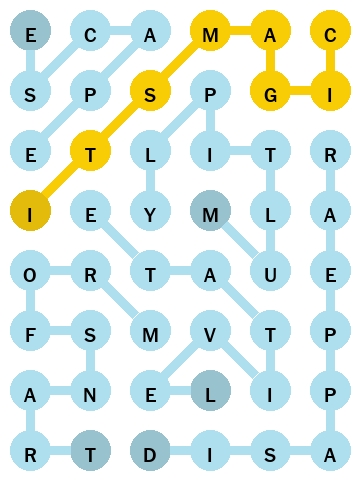 E C A M A C
S P S P G I
E T L I T R
I E Y M L A
O R T A U E
F S M V T P
A N E L I P
R T D I S A